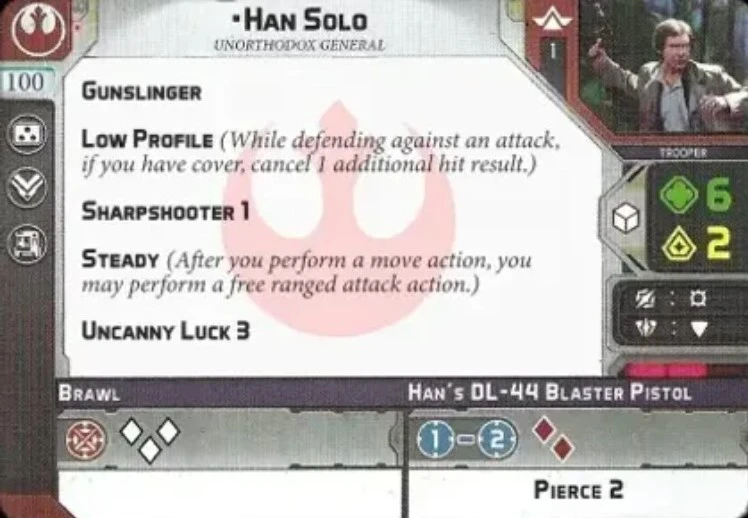 ·Han Solo
Unorthodox General
1
100
Gunslinger
Low Profile (While defending against an attack,
if you have cover, cancel 1 additional hit result.)
Sharpshooter 1
Steady (After you perform a move action, you
may perform a free ranged attack action.)
Uncanny Luck 3
Trooper
6
2
:
:
Brawl
Han's DL-44 Blaster Pistol
1 - 2
Pierce 2